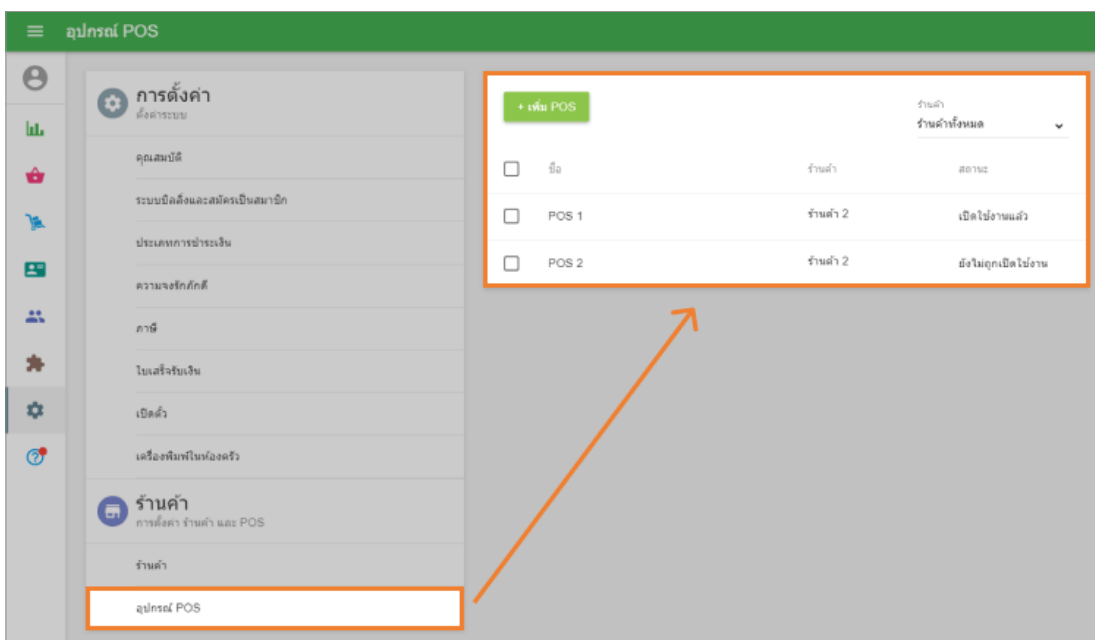 อุปกรณ์ POS
การตั้งค่า
ตั้งค่าระบบ
คุณสมบัติ
ระบบบิลลิ่งและสมัครเป็นสมาชิก
ประเภทการชำระเงิน
ความจงรักภักดี
ภาษี
ใบเสร็จรับเงิน
เปิดตั๋ว
เครื่องพิมพ์ในห้องครัว
ร้านค้า
การตั้งค่า ร้านค้า และ POS
ร้านค้า
อุปกรณ์ POS
+ เพิ่ม POS
ร้านค้า
ร้านค้าทั้งหมด
ชื่อ ร้านค้า สถานะ
POS 1 ร้านค้า 2 เปิดใช้งานแล้ว
POS 2 ร้านค้า 2 ยังไม่ถูกเปิดใช้งาน